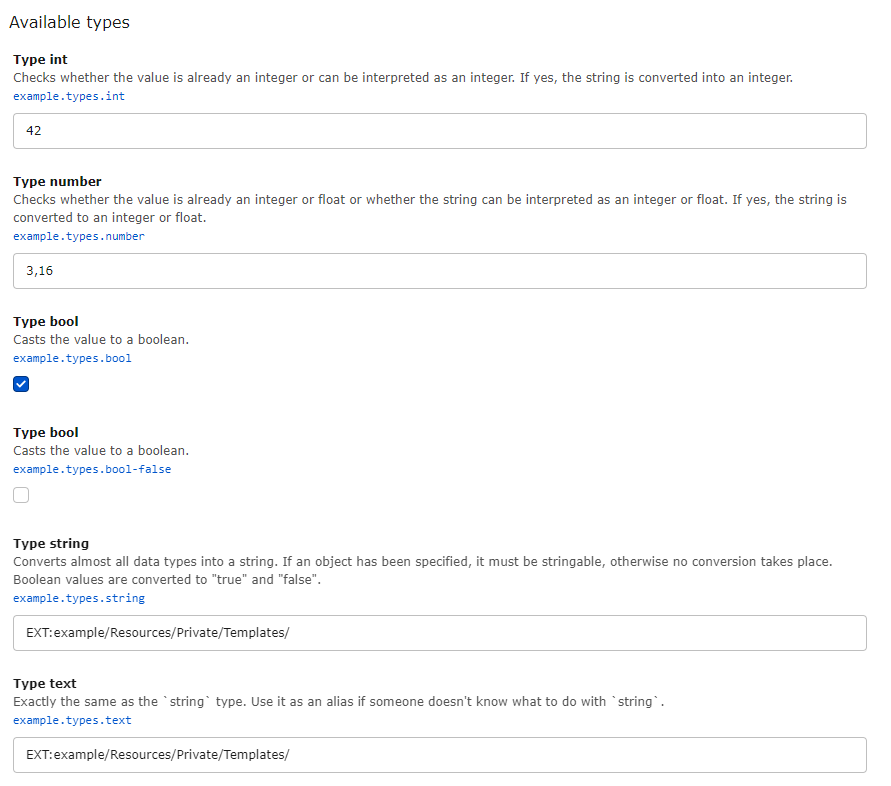 Available types
Type int
Checks whether the value is already an integer or can be interpreted as an integer. If yes, the string is converted into an integer.
example.types.int
42
Type number
Checks whether the value is already an integer or float or whether the string can be interpreted as an integer or float. If yes, the string is
converted to an integer or float.
example.types.number
3,16
Type bool
Casts the value to a boolean.
example.types.bool
Type bool
Casts the value to a boolean.
example.types.bool-false
Type string
Converts almost all data types into a string. If an object has been specified, it must be stringable, otherwise no conversion takes place.
Boolean values are converted to "true" and "false".
example.types.string
EXT:example/Resources/Private/Templates/
Type text
Exactly the same as the `string` type. Use it as an alias if someone doesn't know what to do with `string`.
example.types.text
EXT:example/Resources/Private/Templates/